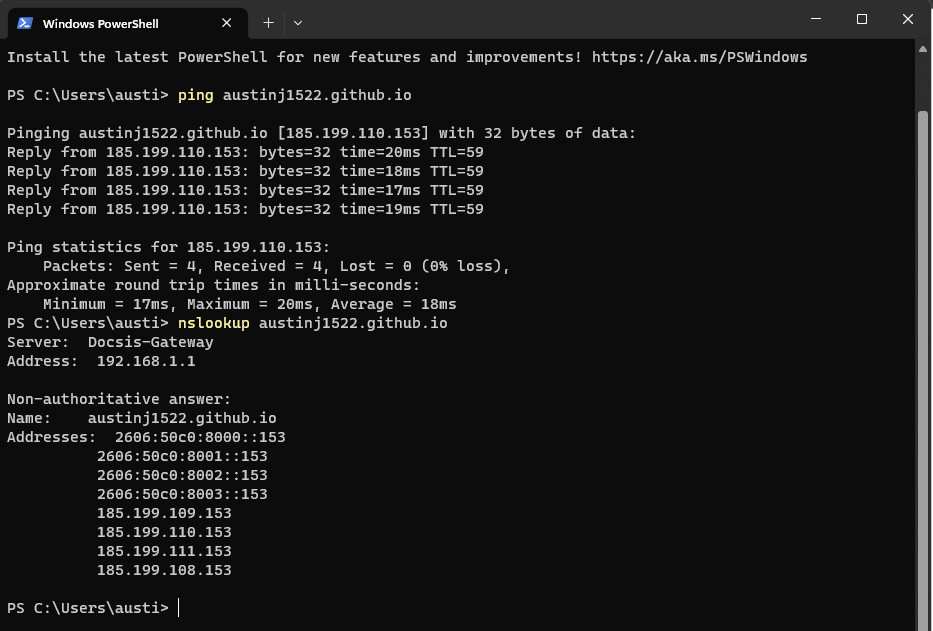 Windows PowerShell
Install the latest PowerShell for new features and improvements! https://aka.ms/PSWindows
PS C:\Users\austi> ping austinj1522.github.io
Pinging austinj1522.github.io [185.199.110.153] with 32 bytes of data:
Reply from 185.199.110.153: bytes=32 time=20ms TTL=59
Reply from 185.199.110.153: bytes=32 time=18ms TTL=59
Reply from 185.199.110.153: bytes=32 time=17ms TTL=59
Reply from 185.199.110.153: bytes=32 time=19ms TTL=59
Ping statistics for 185.199.110.153:
    Packets: Sent = 4, Received = 4, Lost = 0 (0% loss),
Approximate round trip times in milli-seconds:
    Minimum = 17ms, Maximum = 20ms, Average = 18ms
PS C:\Users\austi> nslookup austinj1522.github.io
Server:  Docsis-Gateway
Address:  192.168.1.1
Non-authoritative answer:
Name:    austinj1522.github.io
Addresses:  2606:50c0:8000::153
          2606:50c0:8001::153
          2606:50c0:8002::153
          2606:50c0:8003::153
          185.199.109.153
          185.199.110.153
          185.199.111.153
          185.199.108.153
PS C:\Users\austi>